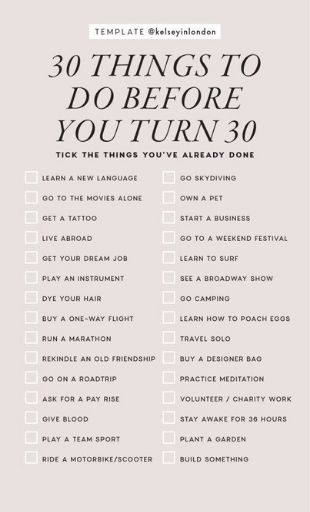 TEMPLATE @kelseyinlondon
30 THINGS TO
DO BEFORE
YOU TURN 30
TICK THE THINGS YOU'VE ALREADY DONE
LEARN A NEW LANGUAGE
GO TO THE MOVIES ALONE
GET A TATTOO
LIVE ABROAD
GET YOUR DREAM JOB
PLAY AN INSTRUMENT
DYE YOUR HAIR
BUY A ONE-WAY FLIGHT
RUN A MARATHON
REKINDLE AN OLD FRIENDSHIP
GO ON A ROADTRIP
ASK FOR A PAY RISE
GIVE BLOOD
PLAY A TEAM SPORT
RIDE A MOTORBIKE/SCOOTER
GO SKYDIVING
OWN A PET
START A BUSINESS
GO TO A WEEKEND FESTIVAL
LEARN TO SURF
SEE A BROADWAY SHOW
GO CAMPING
LEARN HOW TO POACH EGGS
TRAVEL SOLO
BUY A DESIGNER BAG
PRACTICE MEDITATION
VOLUNTEER / CHARITY WORK
STAY AWAKE FOR 36 HOURS
PLANT A GARDEN
BUILD SOMETHING